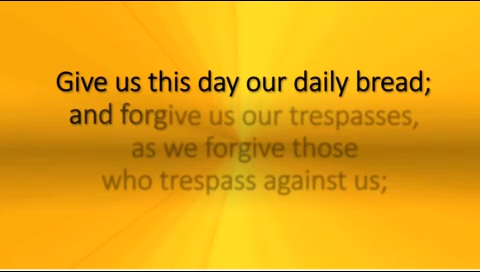 Give us this day our daily bread;
and forgive us our trespasses,
as we forgive those
who trespass against us;